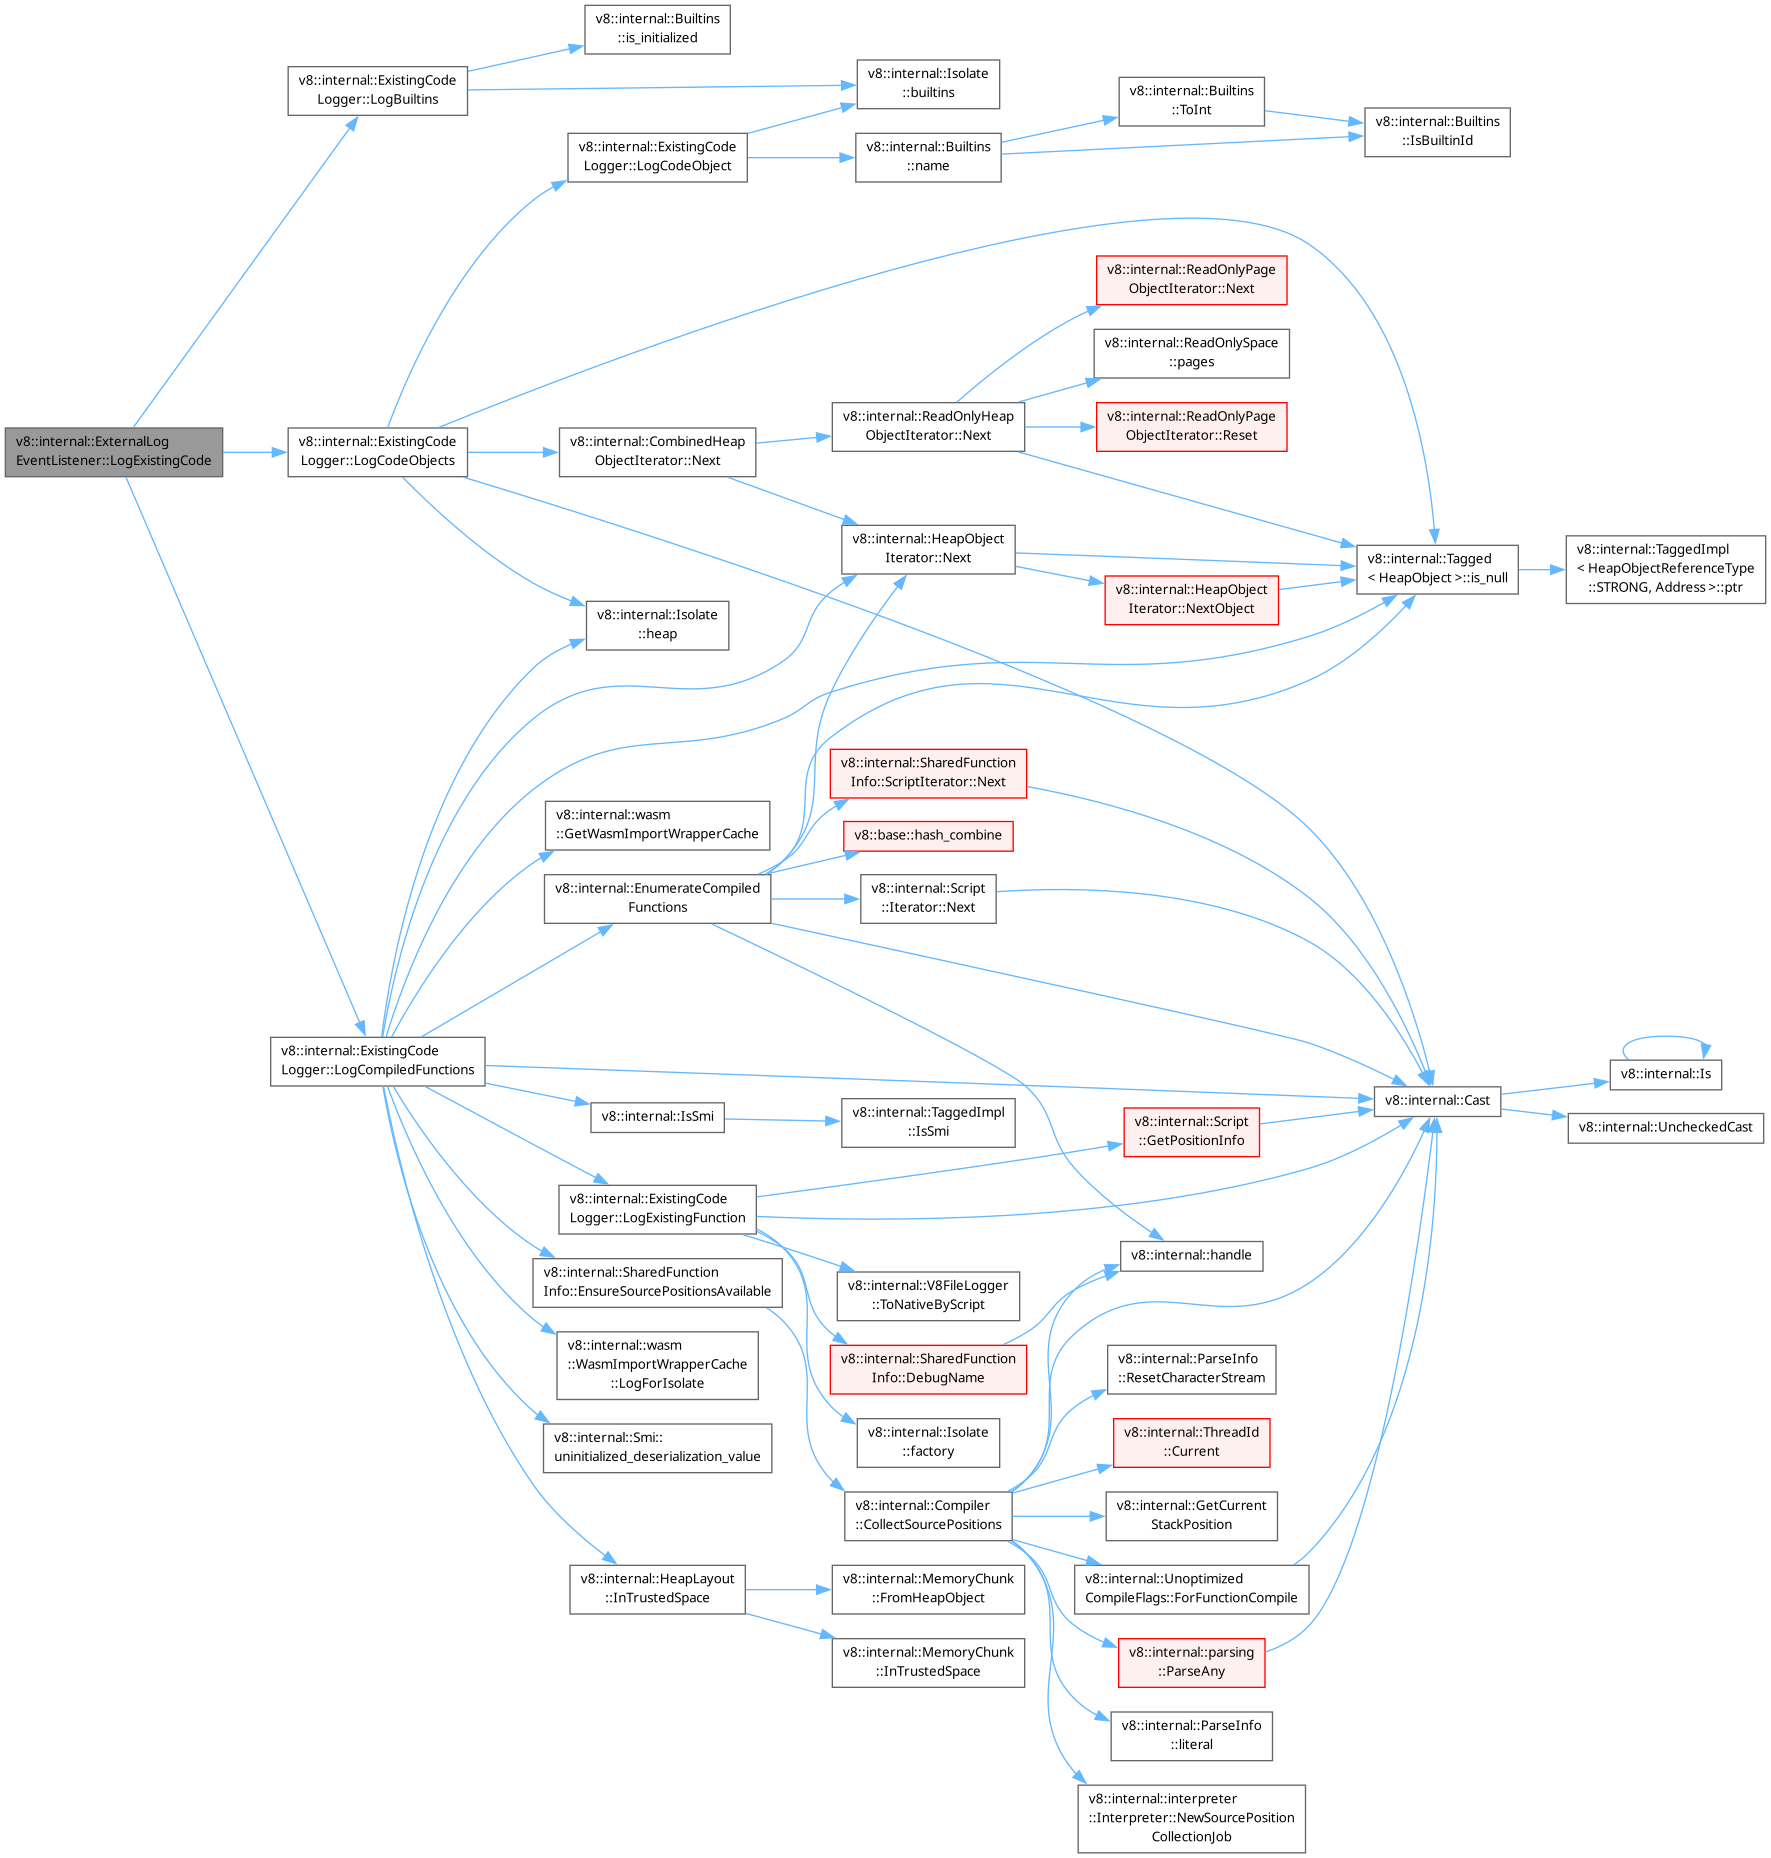 v8::internal::Builtins
::is_initialized
v8::internal::ExistingCode
Logger::LogBuiltins
v8::internal::Isolate
::builtins
v8::internal::Builtins
::ToInt
v8::internal::Builtins
::IsBuiltinId
v8::internal::ExistingCode
Logger::LogCodeObject
v8::internal::Builtins
::name
v8::internal::ReadOnlyPage
ObjectIterator::Next
v8::internal::ReadOnlySpace
::pages
v8::internal::ExternalLog
EventListener::LogExistingCode
v8::internal::ExistingCode
Logger::LogCodeObjects
v8::internal::CombinedHeap
ObjectIterator::Next
v8::internal::ReadOnlyHeap
ObjectIterator::Next
v8::internal::ReadOnlyPage
ObjectIterator::Reset
v8::internal::HeapObject
Iterator::Next
v8::internal::Tagged
< HeapObject >::is_null
v8::internal::TaggedImpl
< HeapObjectReferenceType
::STRONG, Address >::ptr
v8::internal::HeapObject
Iterator::NextObject
v8::internal::Isolate
::heap
v8::internal::SharedFunction
Info::ScriptIterator::Next
v8::internal::wasm
::GetWasmImportWrapperCache
v8::base::hash_combine
v8::internal::EnumerateCompiled
Functions
v8::internal::Script
::Iterator::Next
v8::internal::ExistingCode
Logger::LogCompiledFunctions
v8::internal::Is
v8::internal::Cast
v8::internal::UncheckedCast
v8::internal::IsSmi
v8::internal::TaggedImpl
::IsSmi
v8::internal::Script
::GetPositionInfo
v8::internal::ExistingCode
Logger::LogExistingFunction
v8::internal::handle
v8::internal::SharedFunction
Info::EnsureSourcePositionsAvailable
v8::internal::V8FileLogger
::ToNativeByScript
v8::internal::wasm
::WasmImportWrapperCache
::LogForIsolate
v8::internal::SharedFunction
Info::DebugName
v8::internal::ParseInfo
::ResetCharacterStream
v8::internal::Smi::
uninitialized_deserialization_value
v8::internal::Isolate
::factory
v8::internal::ThreadId
::Current
v8::internal::Compiler
::CollectSourcePositions
v8::internal::GetCurrent
StackPosition
v8::internal::HeapLayout
::InTrustedSpace
v8::internal::MemoryChunk
::FromHeapObject
v8::internal::Unoptimized
CompileFlags::ForFunctionCompile
v8::internal::MemoryChunk
::InTrustedSpace
v8::internal::parsing
::ParseAny
v8::internal::ParseInfo
::literal
v8::internal::interpreter
::Interpreter::NewSourcePosition
CollectionJob